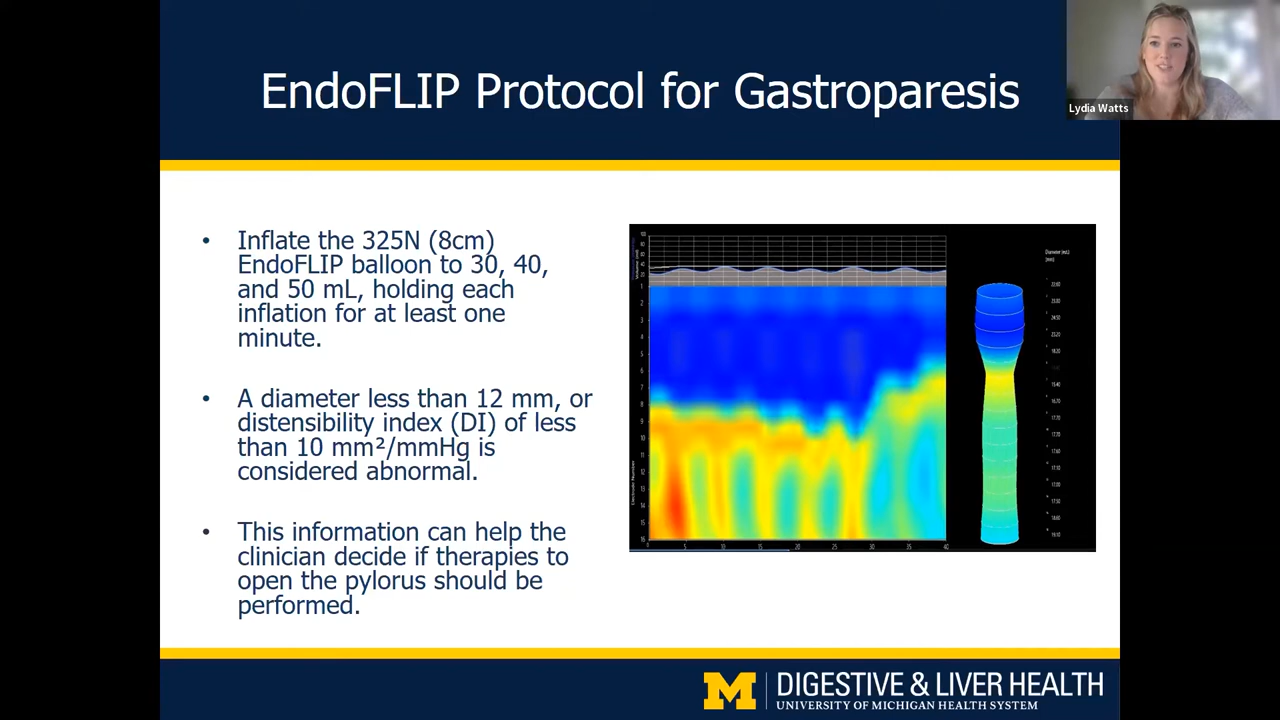 EndoFLIP Protocol for Gastroparesis
Lydia Watts
• Inflate the 325N (8cm)
EndoFLIP balloon to 30, 40,
and 50 mL, holding each
inflation for at least one
minute.
• A diameter less than 12 mm, or
distensibility index (DI) of less
than 10 mm²/mmHg is
considered abnormal.
• This information can help the
clinician decide if therapies to
open the pylorus should be
performed.
M DIGESTIVE & LIVER HEALTH
UNIVERSITY OF MICHIGAN HEALTH SYSTEM